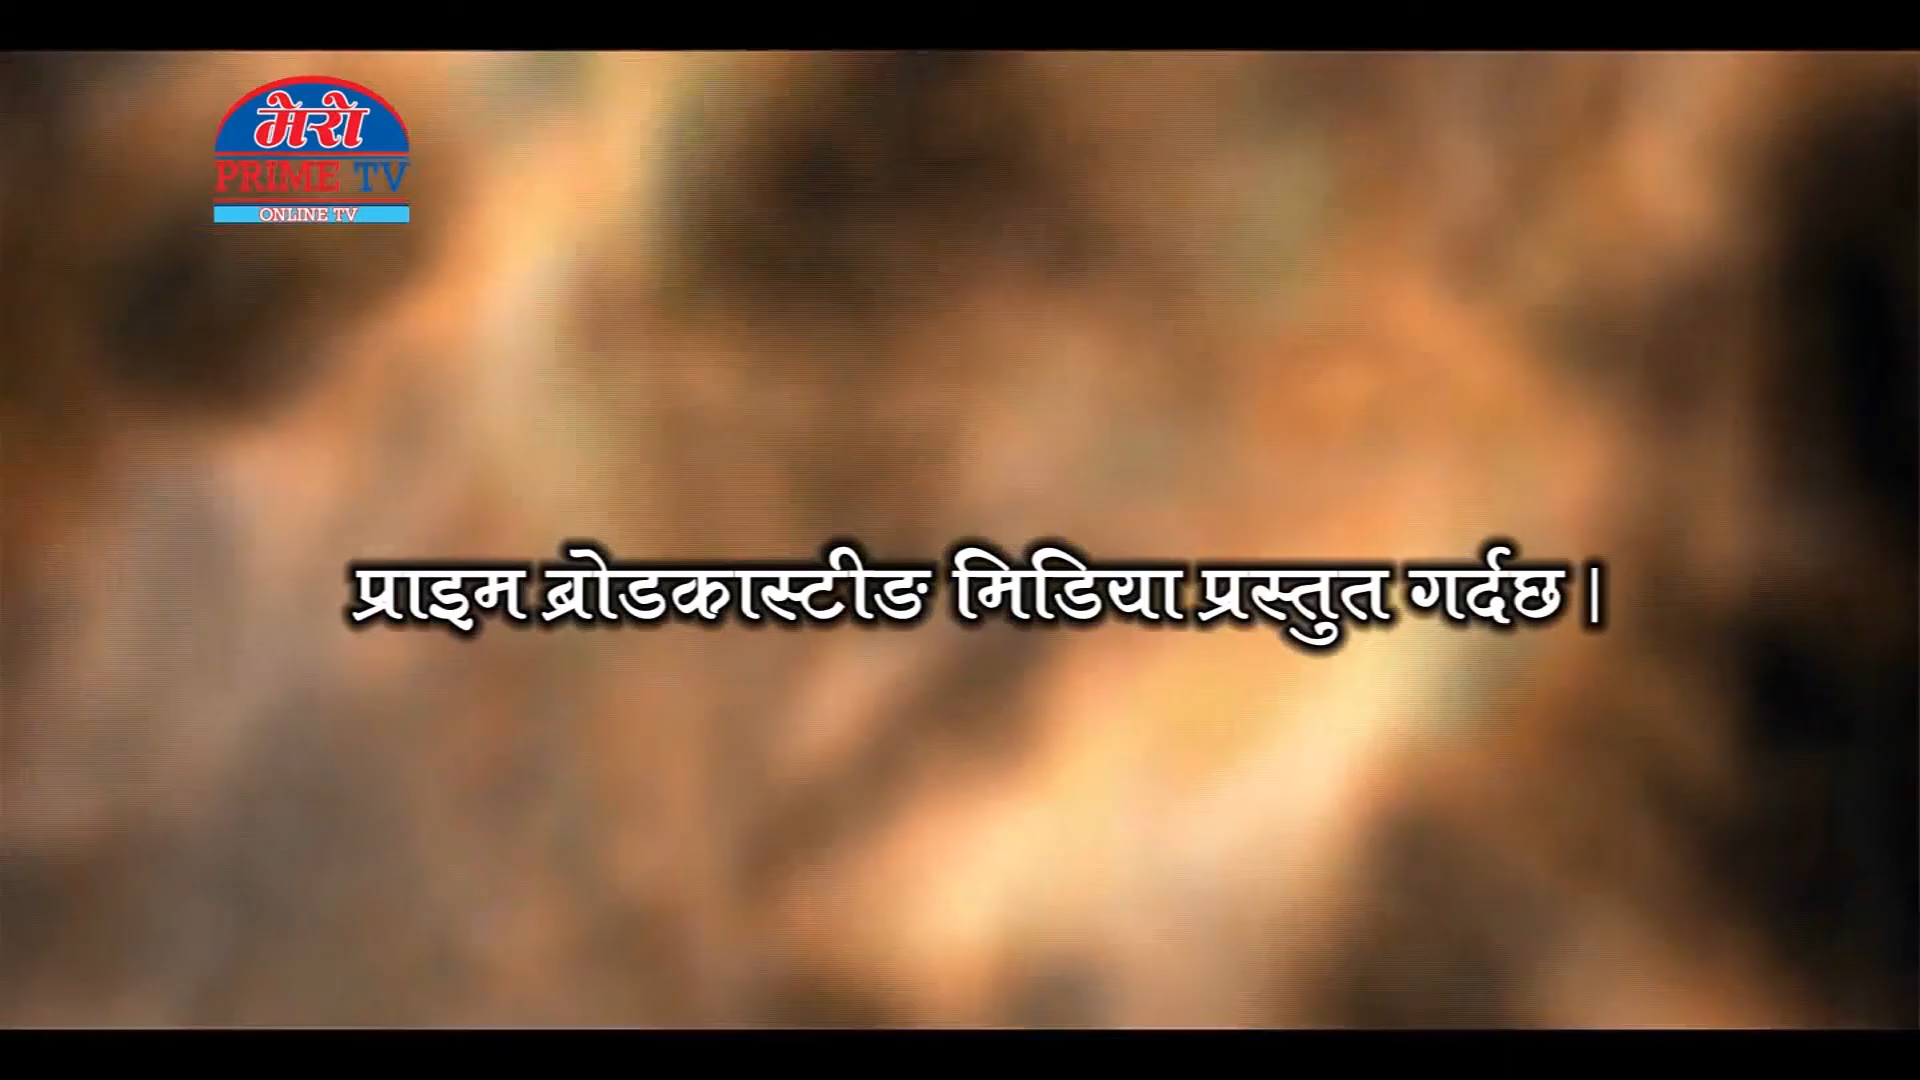 मेरो
PRIME TV
ONLINE TV
प्राइम ब्रोडकास्टीङ मिडिया प्रस्तुत गर्दछ ।